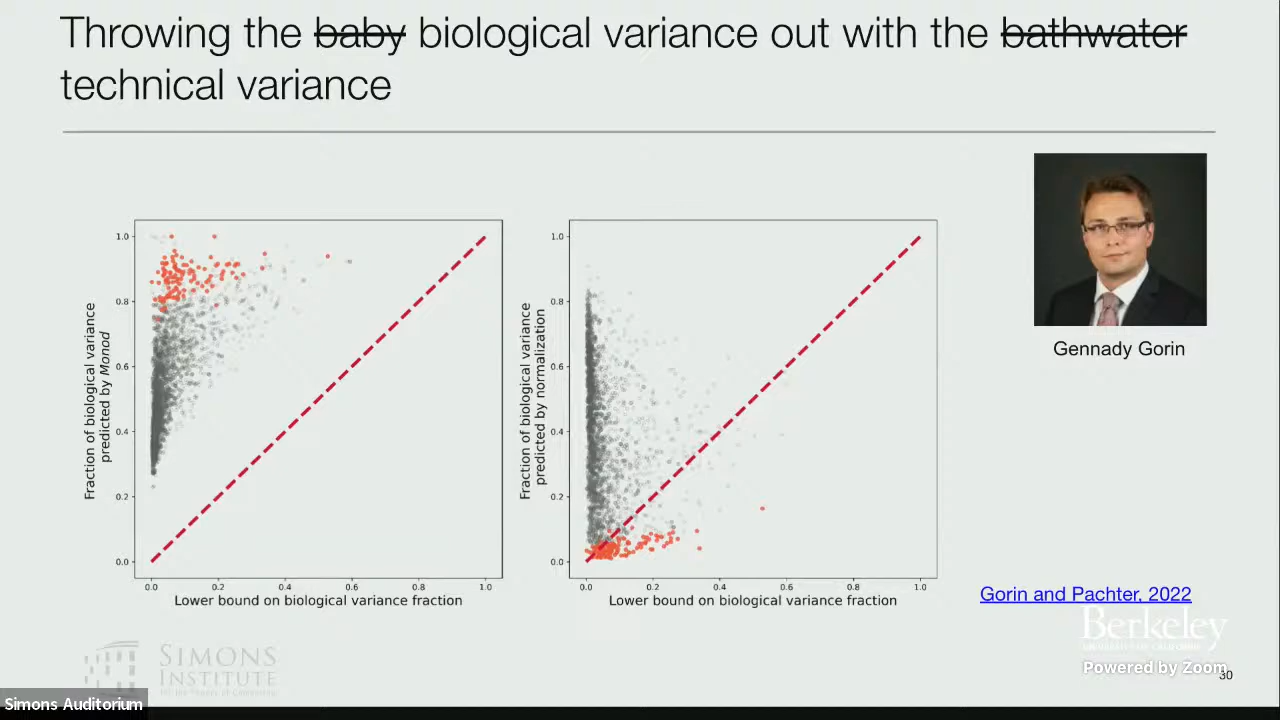 Throwing the baby biological variance out with the bathwater
technical variance
Fraction of biological variance
predicted by Monod
1.0
0.8
0.6
0.4
0.2
0.0
0.0 0.2 0.4 0.6 0.8 1.0
Lower bound on biological variance fraction
Fraction of biological variance
predicted by normalization
1.0
0.8
0.6
0.4
0.2
0.0
0.0 0.2 0.4 0.6 0.8 1.0
Lower bound on biological variance fraction
Gennady Gorin
Gorin and Pachter, 2022
SIMONS
INSTITUTE
for the Theory of Computing
Berkeley
UNIVERSITY OF CALIFORNIA
Powered by Zoom
30
Simons Auditorium